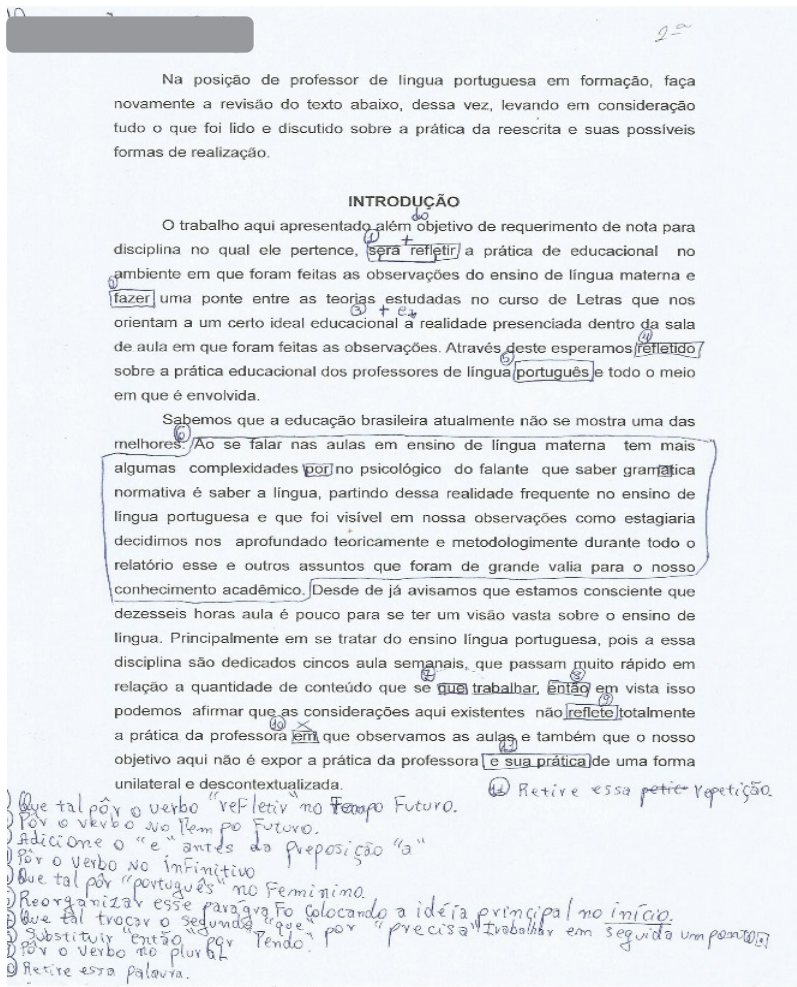 2ª
Na posição de professor de língua portuguesa em formação, faça
novamente a revisão do texto abaixo, dessa vez, levando em consideração
tudo o que foi lido e discutido sobre a prática da reescrita e suas possíveis
formas de realização.
INTRODUÇÃO
do
O trabalho aqui apresentado além objetivo de requerimento de nota para
(1) +
disciplina no qual ele pertence, será refletir a prática de educacional no
ambiente em que foram feitas as observações do ensino de língua materna e
2
fazer uma ponte entre as teorias estudadas no curso de Letras que nos
(3) + e
orientam a um certo ideal educacional a realidade presenciada dentro da sala
(4)
de aula em que foram feitas as observações. Através deste esperamos refletido
(5)
sobre a prática educacional dos professores de língua português e todo o meio
em que é envolvida.
Sabemos que a educação brasileira atualmente não se mostra uma das
(6)
melhores. Ao se falar nas aulas em ensino de língua materna tem mais
algumas complexidades por no psicológico do falante que saber gramatica
normativa é saber a língua, partindo dessa realidade frequente no ensino de
língua portuguesa e que foi visível em nossa observações como estagiaria
decidimos nos aprofundado teoricamente e metodologimente durante todo o
relatório esse e outros assuntos que foram de grande valia para o nosso
conhecimento acadêmico. Desde de já avisamos que estamos consciente que
dezesseis horas aula é pouco para se ter um visão vasta sobre o ensino de
língua. Principalmente em se tratar do ensino língua portuguesa, pois a essa
disciplina são dedicados cincos aula semanais, que passam muito rápido em
(7) (8)
relação a quantidade de conteúdo que se que trabalhar, então em vista isso
(9)
podemos afirmar que as considerações aqui existentes não reflete totalmente
(10) X
a prática da professora em que observamos as aulas e também que o nosso
(11)
objetivo aqui não é expor a prática da professora e sua prática de uma forma
unilateral e descontextualizada.
(11) Retire essa petic repetição.
) Que tal pôr o verbo "refletir" no Tempo Futuro.
) Pôr o verbo no Tempo Futuro.
) Adicione o "e" antes da preposição "a"
) Pôr o verbo no infinitivo
) Que tal pôr "português" no Feminino.
) Reorganizar esse parágrafo colocando a idéia principal no início.
) Que tal trocar o segundo "que" por "precisa" trabalhar em seguida um ponto.
) Substituir "então" por "Tendo".
) Pôr o verbo no plural
) Retire essa palavra.